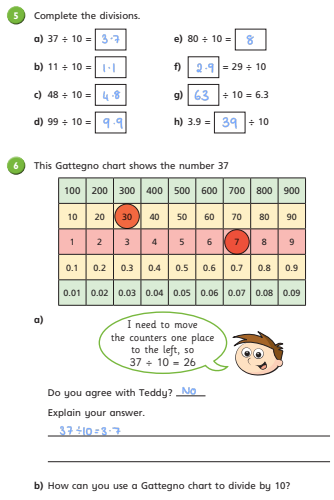 5 Complete the divisions.
a) 37 ÷ 10 = 3·7 e) 80 ÷ 10 = 8
b) 11 ÷ 10 = 1·1 f) 2·9 = 29 ÷ 10
c) 48 ÷ 10 = 4·8 g) 63 ÷ 10 = 6.3
d) 99 ÷ 10 = 9·9 h) 3.9 = 39 ÷ 10
6 This Gattegno chart shows the number 37
100 200 300 400 500 600 700 800 900
10 20 30 40 50 60 70 80 90
1 2 3 4 5 6 7 8 9
0.1 0.2 0.3 0.4 0.5 0.6 0.7 0.8 0.9
0.01 0.02 0.03 0.04 0.05 0.06 0.07 0.08 0.09
a)
I need to move
the counters one place
to the left, so
37 ÷ 10 = 26
Do you agree with Teddy? No
Explain your answer.
37 ÷ 10 = 3·7
b) How can you use a Gattegno chart to divide by 10?